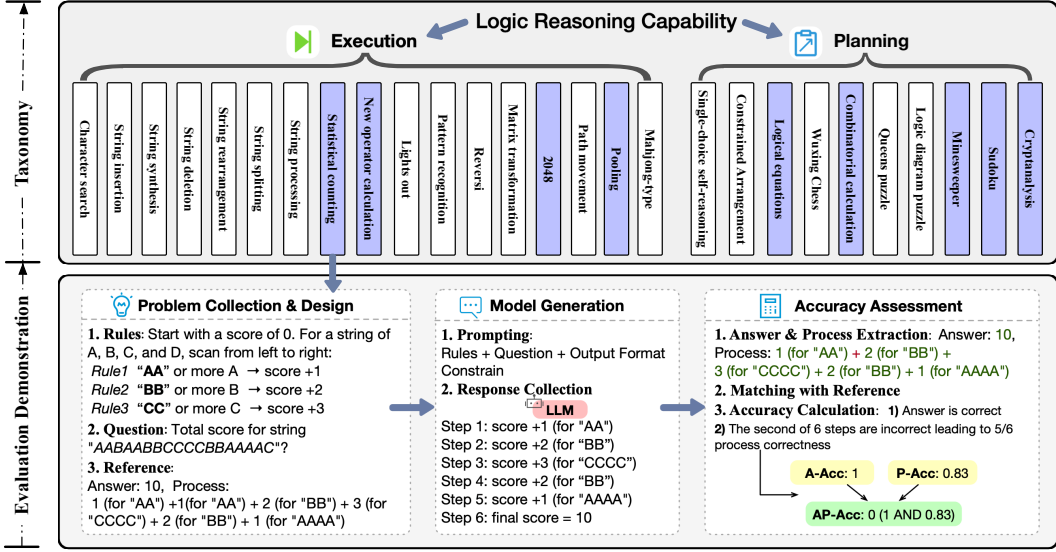 Logic Reasoning Capability
Execution
Planning
Taxonomy
Character search
String insertion
String synthesis
String deletion
String rearrangement
String splitting
String processing
Statistical counting
New operator calculation
Lights out
Pattern recognition
Reversi
Matrix transformation
2048
Path movement
Pooling
Mahjong-type
Single-choice self-reasoning
Constrained Arrangement
Logical equations
Wuxing Chess
Combinatorial calculation
Queens puzzle
Logic diagram puzzle
Minesweeper
Sudoku
Cryptanalysis
Evaluation Demonstration
Problem Collection & Design
1. Rules: Start with a score of 0. For a string of
A, B, C, and D, scan from left to right:
Rule1 “AA” or more A → score +1
Rule2 “BB” or more B → score +2
Rule3 “CC” or more C → score +3
2. Question: Total score for string
"AABAABBCCCCBBAAAAC"?
3. Reference:
Answer: 10, Process:
1 (for "AA") +1(for "AA") + 2 (for "BB") + 3 (for
"CCCC") + 2 (for "BB") + 1 (for "AAAA")
Model Generation
1. Prompting:
Rules + Question + Output Format
Constrain
2. Response Collection
LLM
Step 1: score +1 (for "AA")
Step 2: score +2 (for "BB")
Step 3: score +3 (for “CCCC”)
Step 4: score +2 (for "BB")
Step 5: score +1 (for "AAAA")
Step 6: final score = 10
Accuracy Assessment
1. Answer & Process Extraction: Answer: 10,
Process: 1 (for "AA") + 2 (for "BB") +
3 (for "CCCC") + 2 (for "BB") + 1 (for "AAAA")
2. Matching with Reference
3. Accuracy Calculation: 1) Answer is correct
2) The second of 6 steps are incorrect leading to 5/6
process correctness
A-Acc: 1
P-Acc: 0.83
AP-Acc: 0 (1 AND 0.83)